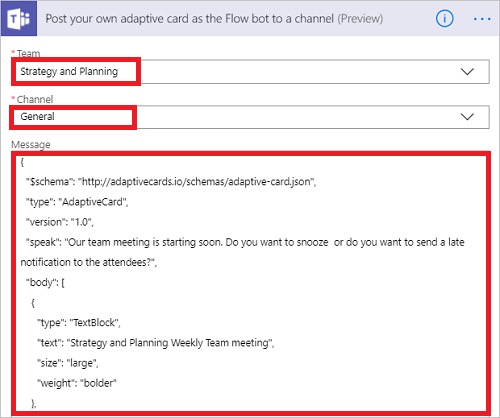 Post your own adaptive card as the Flow bot to a channel (Preview)
* Team
Strategy and Planning
* Channel
General
Message
{
"$schema": "http://adaptivecards.io/schemas/adaptive-card.json",
"type": "AdaptiveCard",
"version": "1.0",
"speak": "Our team meeting is starting soon. Do you want to snooze  or do you want to send a late
notification to the attendees?",
"body": [
{
"type": "TextBlock",
"text": "Strategy and Planning Weekly Team meeting",
"size": "large",
"weight": "bolder"
},